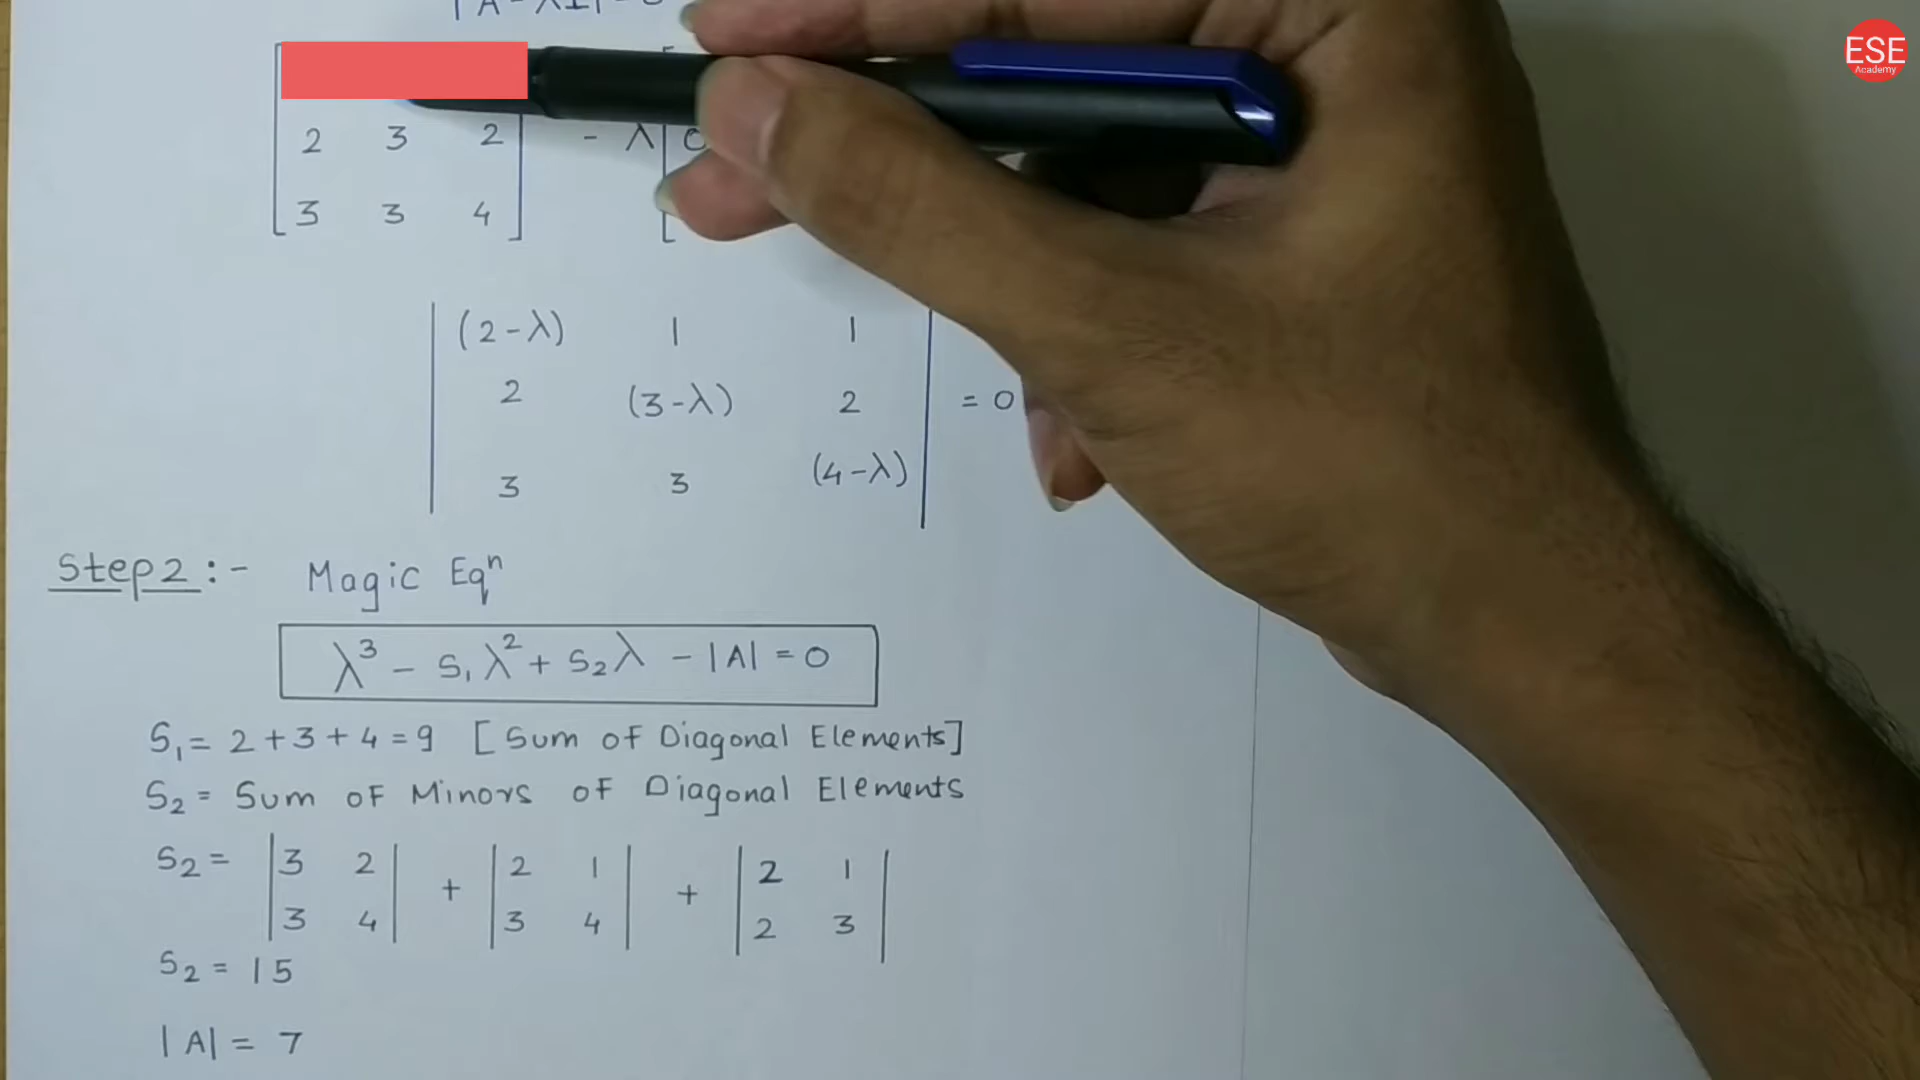 |A - λI|
2 3 2 - λ
3 3 4
(2-λ) 1 1
2 (3-λ) 2 = 0
3 3 (4-λ)
Step2:- Magic Eqⁿ
λ³ - S₁λ² + S₂λ - |A| = 0
S₁ = 2+3+4 = 9 [Sum of Diagonal Elements]
S₂ = Sum of Minors of Diagonal Elements
S₂ = |3 2| + |2 1| + |2 1|
|3 4| |3 4| |2 3|
S₂ = 15
|A| = 7
ESE
Academy